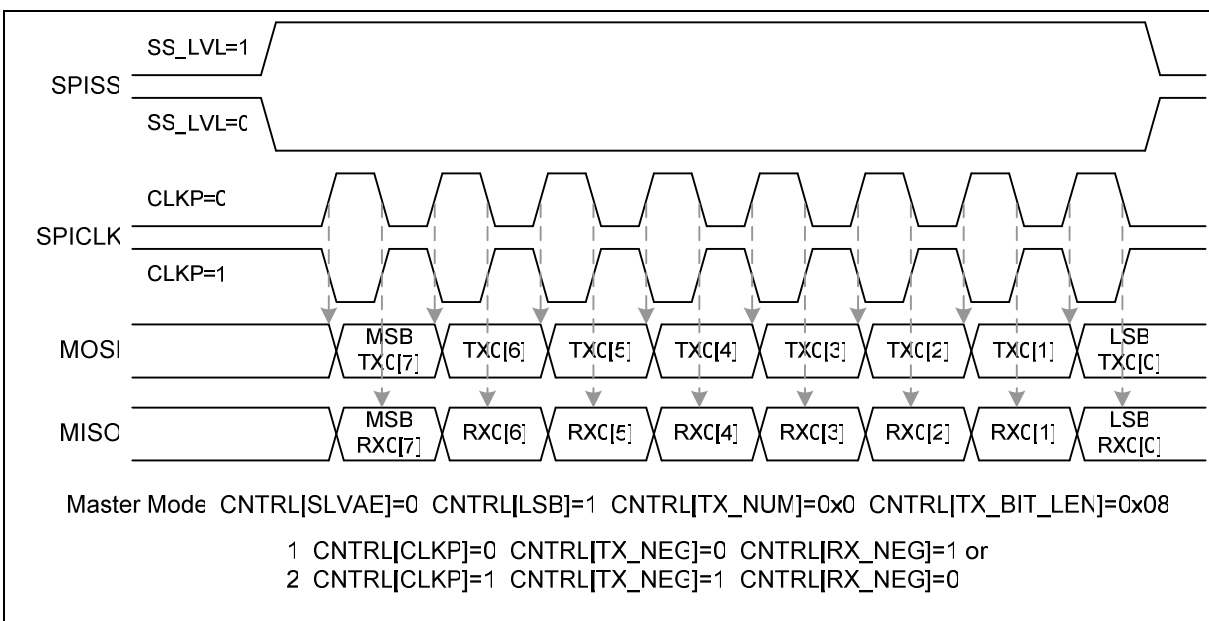 SS_LVL=1
SPISS
SS_LVL=0
CLKP=0
SPICLK
CLKP=1
MOSI
MSB
TX0[7]
TX0[6]
TX0[5]
TX0[4]
TX0[3]
TX0[2]
TX0[1]
LSB
TX0[0]
MISO
MSB
RX0[7]
RX0[6]
RX0[5]
RX0[4]
RX0[3]
RX0[2]
RX0[1]
LSB
RX0[0]
Master Mode CNTRL[SLVAE]=0 CNTRL[LSB]=1 CNTRL[TX_NUM]=0x0 CNTRL[TX_BIT_LEN]=0x08
1 CNTRL[CLKP]=0 CNTRL[TX_NEG]=0 CNTRL[RX_NEG]=1 or
2 CNTRL[CLKP]=1 CNTRL[TX_NEG]=1 CNTRL[RX_NEG]=0